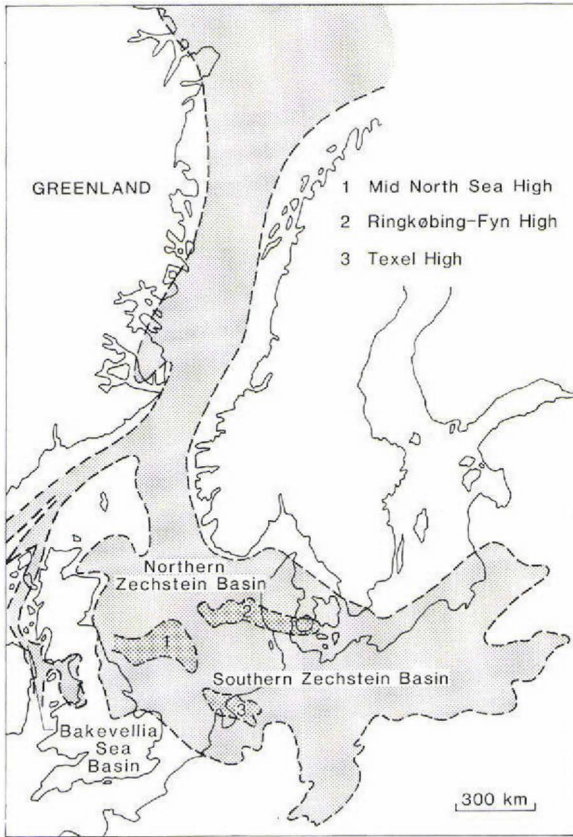 GREENLAND
1 Mid North Sea High
2 Ringkøbing-Fyn High
3 Texel High
Northern
Zechstein Basin
2
1
Southern Zechstein Basin
3
Bakevellia
Sea
Basin
300 km